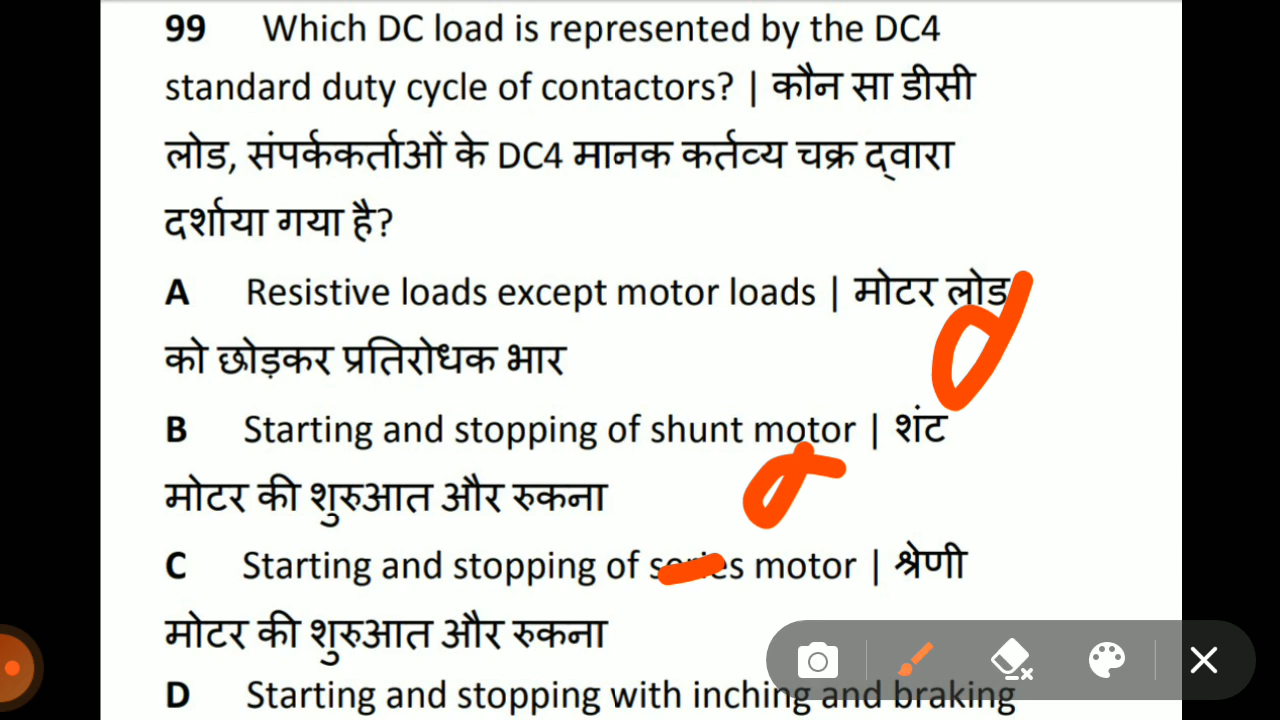 99 Which DC load is represented by the DC4
standard duty cycle of contactors? | कौन सा डीसी
लोड, संपर्ककर्ताओं के DC4 मानक कर्तव्य चक्र द्वारा
दर्शाया गया है?
A Resistive loads except motor loads | मोटर लोड
को छोड़कर प्रतिरोधक भार
B Starting and stopping of shunt motor | शंट
मोटर की शुरुआत और रुकना
C Starting and stopping of series motor | श्रेणी
मोटर की शुरुआत और रुकना
D Starting and stopping with inching and braking